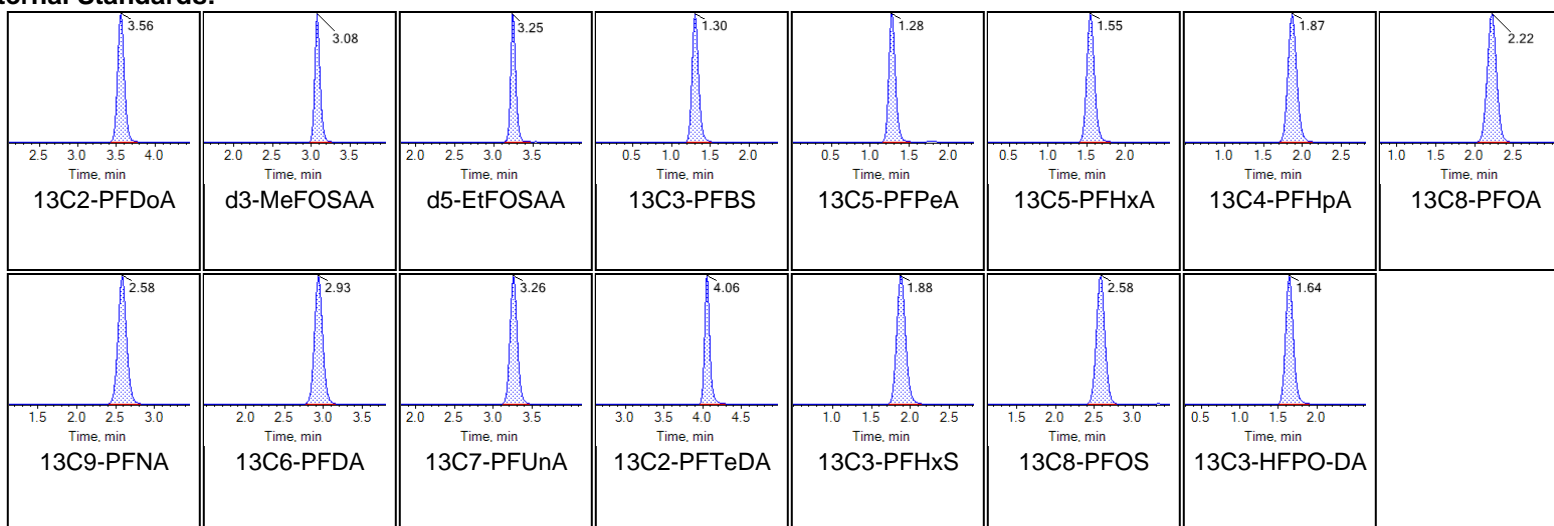 ternal Standards:
3.56 3.08 3.25 1.30 1.28 1.55 1.87 2.22
2.5 3.0 3.5 4.0 2.0 2.5 3.0 3.5 2.0 2.5 3.0 3.5 0.5 1.0 1.5 2.0 0.5 1.0 1.5 2.0 0.5 1.0 1.5 2.0 1.0 1.5 2.0 2.5 1.0 1.5 2.0 2.5
Time, min Time, min Time, min Time, min Time, min Time, min Time, min Time, min
13C2-PFDoA d3-MeFOSAA d5-EtFOSAA 13C3-PFBS 13C5-PFPeA 13C5-PFHxA 13C4-PFHpA 13C8-PFOA
2.58 2.93 3.26 4.06 1.88 2.58 1.64
1.5 2.0 2.5 3.0 2.0 2.5 3.0 3.5 2.0 2.5 3.0 3.5 3.0 3.5 4.0 4.5 1.0 1.5 2.0 2.5 1.5 2.0 2.5 3.0 0.5 1.0 1.5 2.0
Time, min Time, min Time, min Time, min Time, min Time, min Time, min
13C9-PFNA 13C6-PFDA 13C7-PFUnA 13C2-PFTeDA 13C3-PFHxS 13C8-PFOS 13C3-HFPO-DA